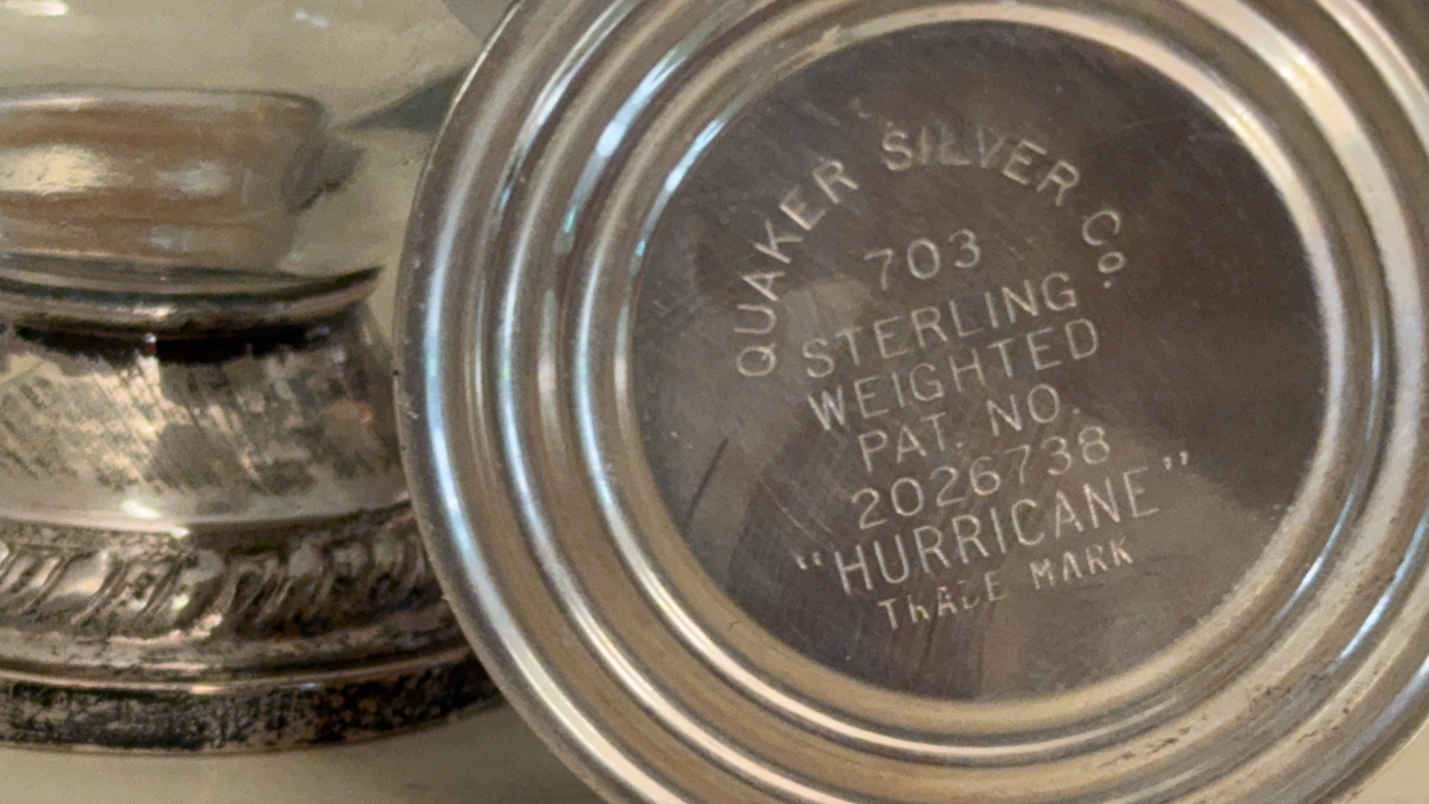 QUAKER SILVER Co.
703
STERLING
WEIGHTED
PAT. NO.
2026738
"HURRICANE"
TRADE MARK